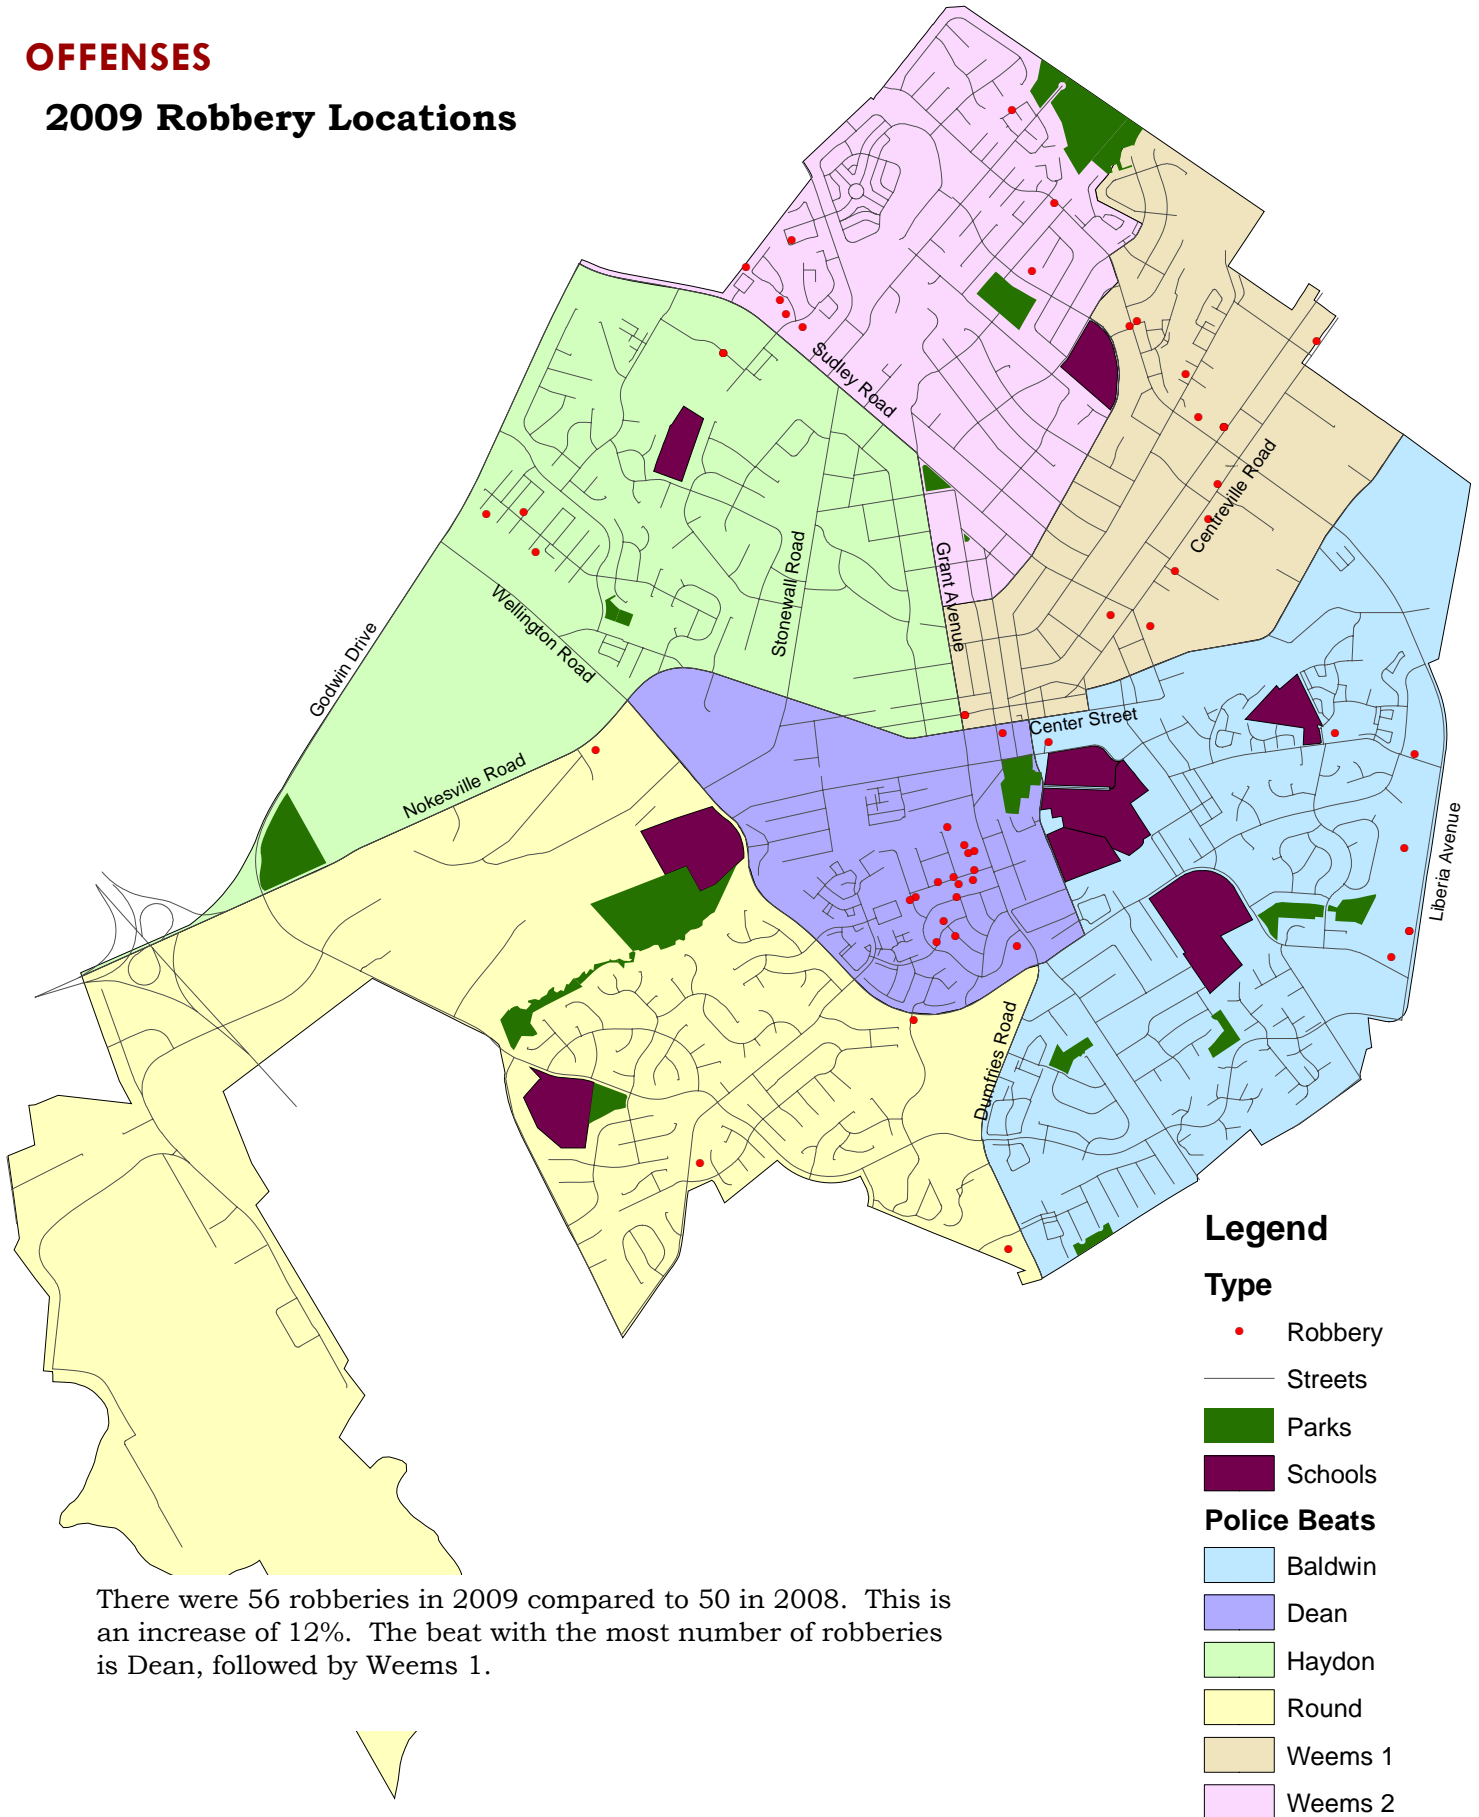 OFFENSES
2009 Robbery Locations
Sudley Road
Centreville Road
Grant Avenue
Stonewall Road
Wellington Road
Godwin Drive
Center Street
Nokesville Road
Liberia Avenue
Dumfries Road
Legend
Type
Robbery
Streets
Parks
Schools
Police Beats
Baldwin
Dean
Haydon
Round
Weems 1
Weems 2
There were 56 robberies in 2009 compared to 50 in 2008.  This is
an increase of 12%.  The beat with the most number of robberies
is Dean, followed by Weems 1.